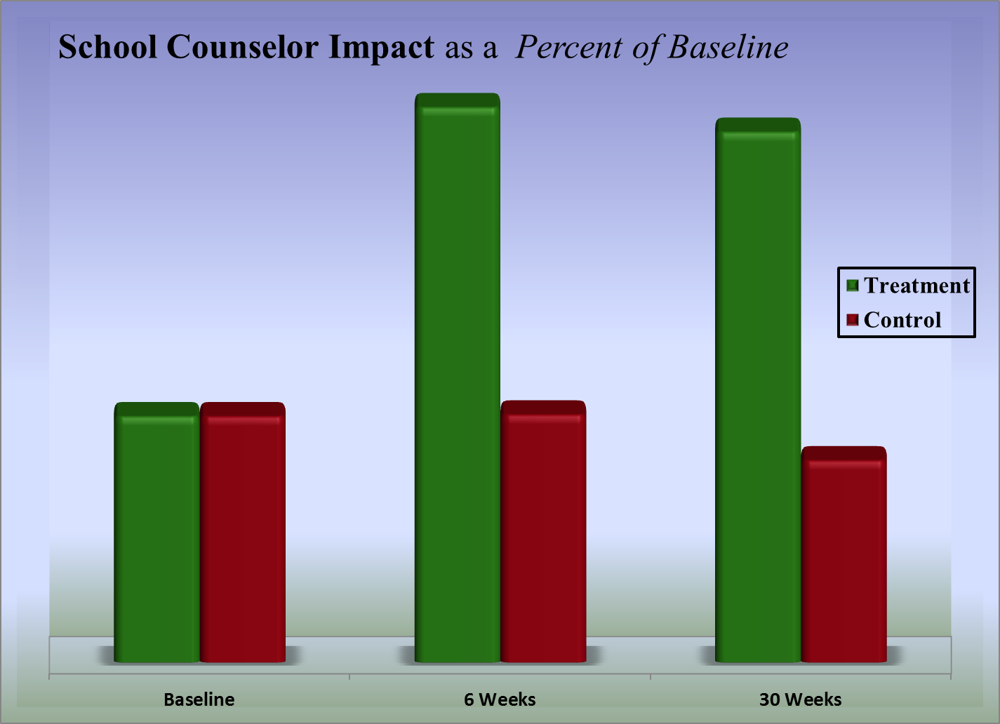 School Counselor Impact as a Percent of Baseline
Treatment
Control
Baseline
6 Weeks
30 Weeks